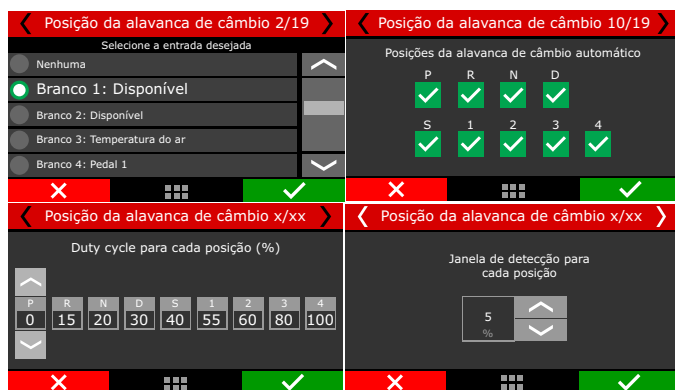 Posição da alavanca de câmbio 2/19
Selecione a entrada desejada
Nenhuma
Branco 1: Disponível
Branco 2: Disponível
Branco 3: Temperatura do ar
Branco 4: Pedal 1
Posição da alavanca de câmbio 10/19
Posições da alavanca de câmbio automático
P R N D
S 1 2 3 4
Posição da alavanca de câmbio x/xx
Duty cycle para cada posição (%)
P R N D S 1 2 3 4
0 15 20 30 40 55 60 80 100
Posição da alavanca de câmbio x/xx
Janela de detecção para
cada posição
5
%